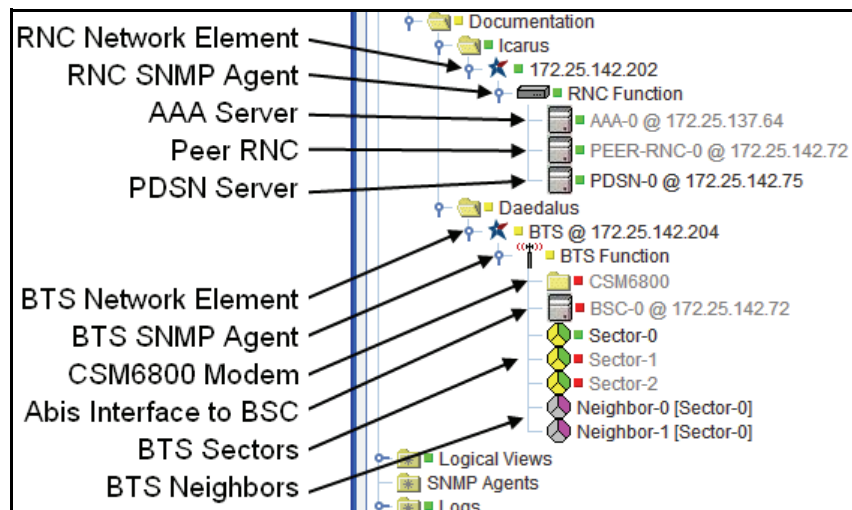 Documentation
RNC Network Element
Icarus
172.25.142.202
RNC SNMP Agent
RNC Function
AAA Server
AAA-0 @ 172.25.137.64
Peer RNC
PEER-RNC-0 @ 172.25.142.72
PDSN Server
PDSN-0 @ 172.25.142.75
Daedalus
BTS @ 172.25.142.204
BTS Function
BTS Network Element
CSM6800
BTS SNMP Agent
BSC-0 @ 172.25.142.72
CSM6800 Modem
Sector-0
Sector-1
Abis Interface to BSC
Sector-2
BTS Sectors
Neighbor-0 [Sector-0]
Neighbor-1 [Sector-0]
BTS Neighbors
Logical Views
SNMP Agents
Logs